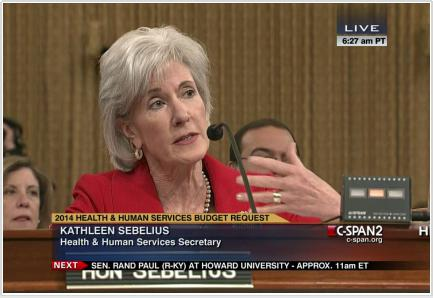 LIVE
6:27 am PT
2014 HEALTH & HUMAN SERVICES BUDGET REQUEST
KATHLEEN SEBELIUS
Health & Human Services Secretary
C-SPAN2
c-span.org
H
NEXT ▸ SEN. RAND PAUL (R-KY) AT HOWARD UNIVERSITY - APPROX. 11am ET
HON SEBELIUS